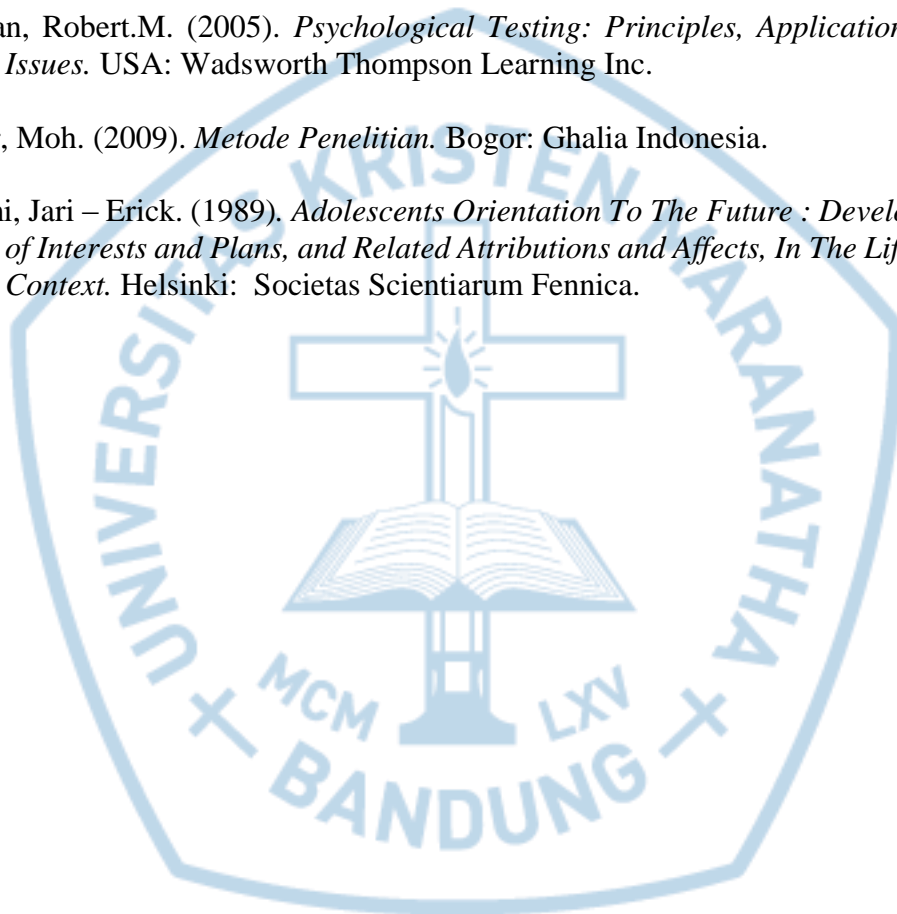 an, Robert.M. (2005). Psychological Testing: Principles, Application
Issues. USA: Wadsworth Thompson Learning Inc.
, Moh. (2009). Metode Penelitian. Bogor: Ghalia Indonesia.
i, Jari – Erick. (1989). Adolescents Orientation To The Future : Develo
of Interests and Plans, and Related Attributions and Affects, In The Lif
Context. Helsinki: Societas Scientiarum Fennica.
UNIVERSITAS KRISTEN MARANATHA
MCM LXV
BANDUNG